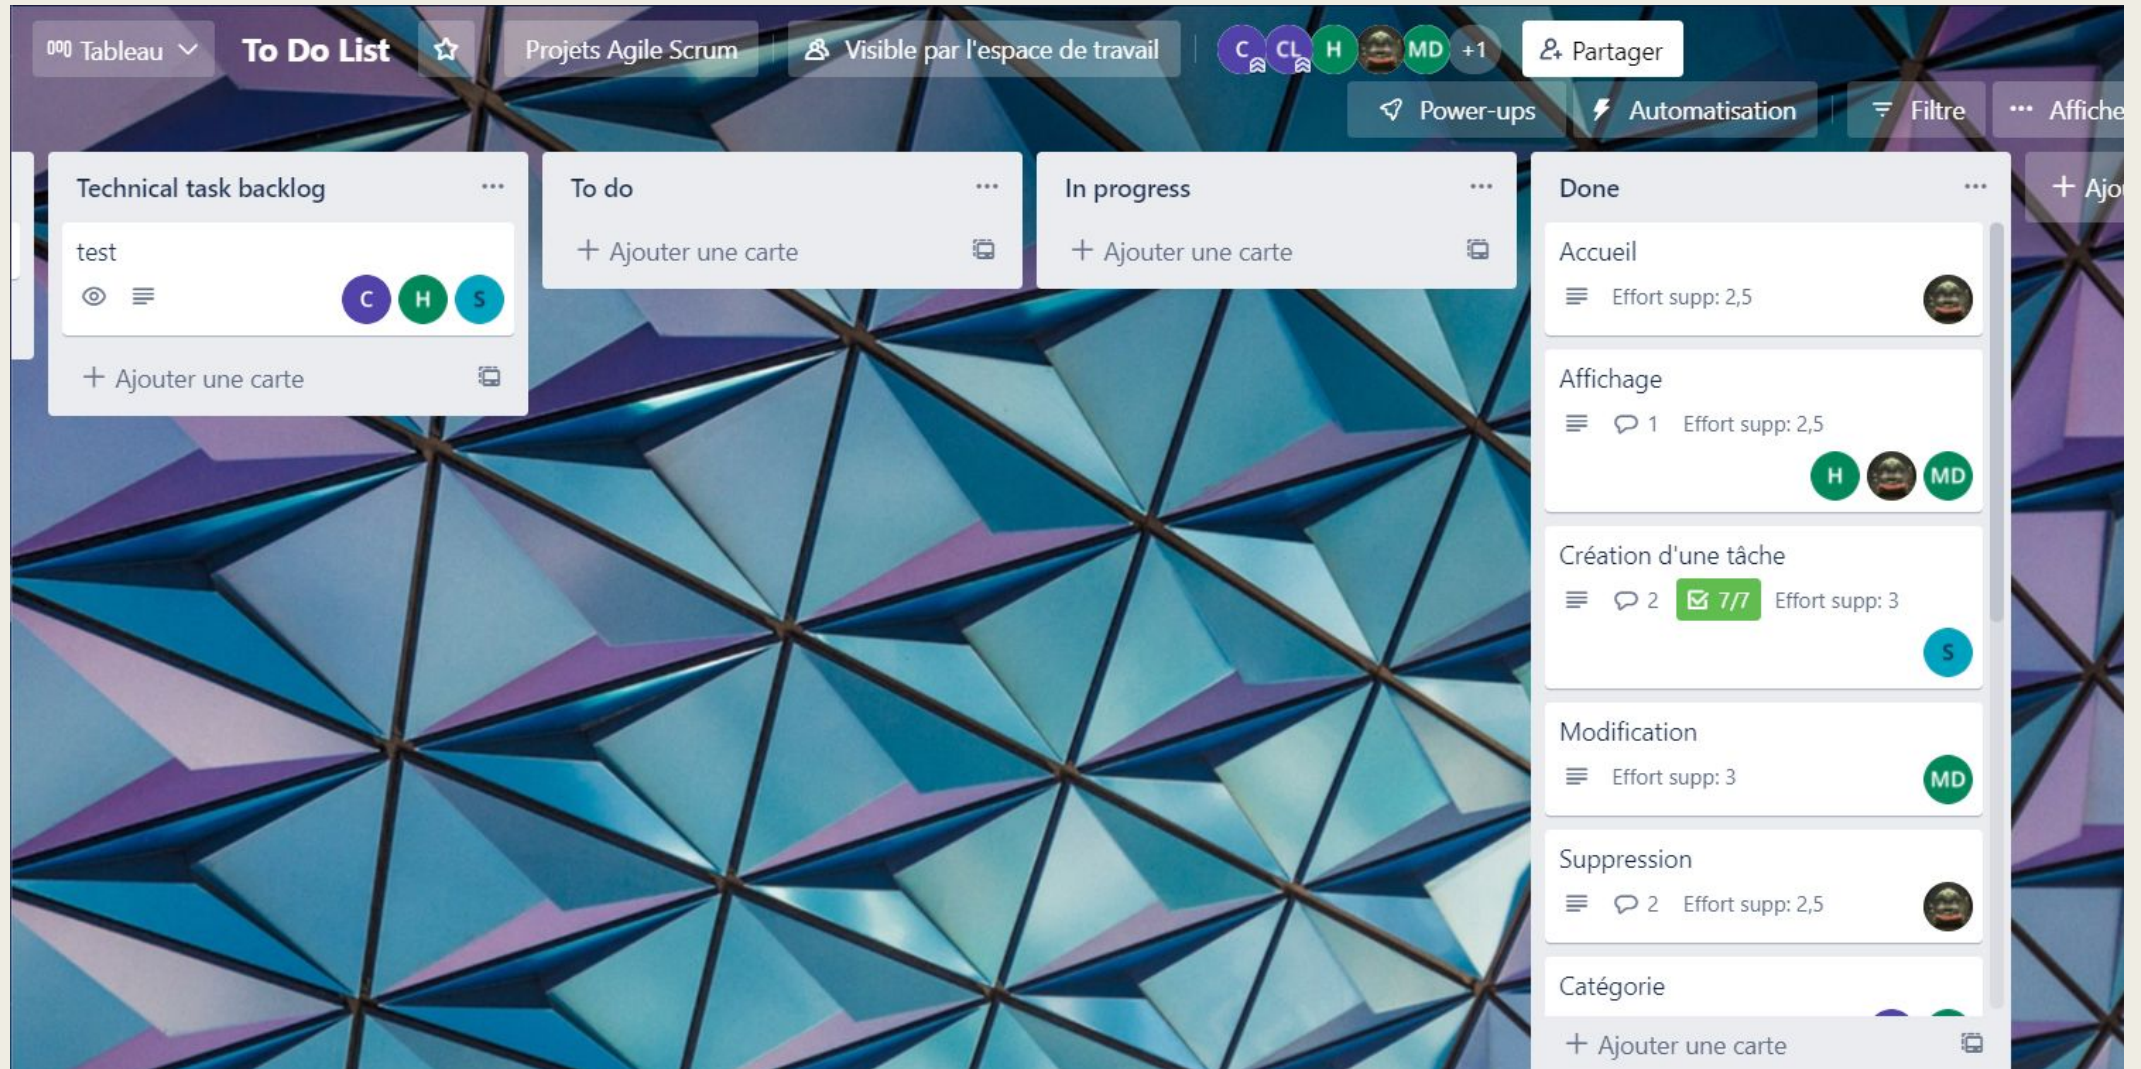 Tableau
To Do List
Projets Agile Scrum
Visible par l'espace de travail
C CL H MD +1
Partager
Power-ups
Automatisation
Filtre
Affiche
Technical task backlog
test
C H S
Ajouter une carte
To do
Ajouter une carte
In progress
Ajouter une carte
Done
Accueil
Effort supp: 2,5
Affichage
1 Effort supp: 2,5
H MD
Création d'une tâche
2 7/7 Effort supp: 3
S
Modification
Effort supp: 3
MD
Suppression
2 Effort supp: 2,5
Catégorie
Ajouter une carte
+ Ajo